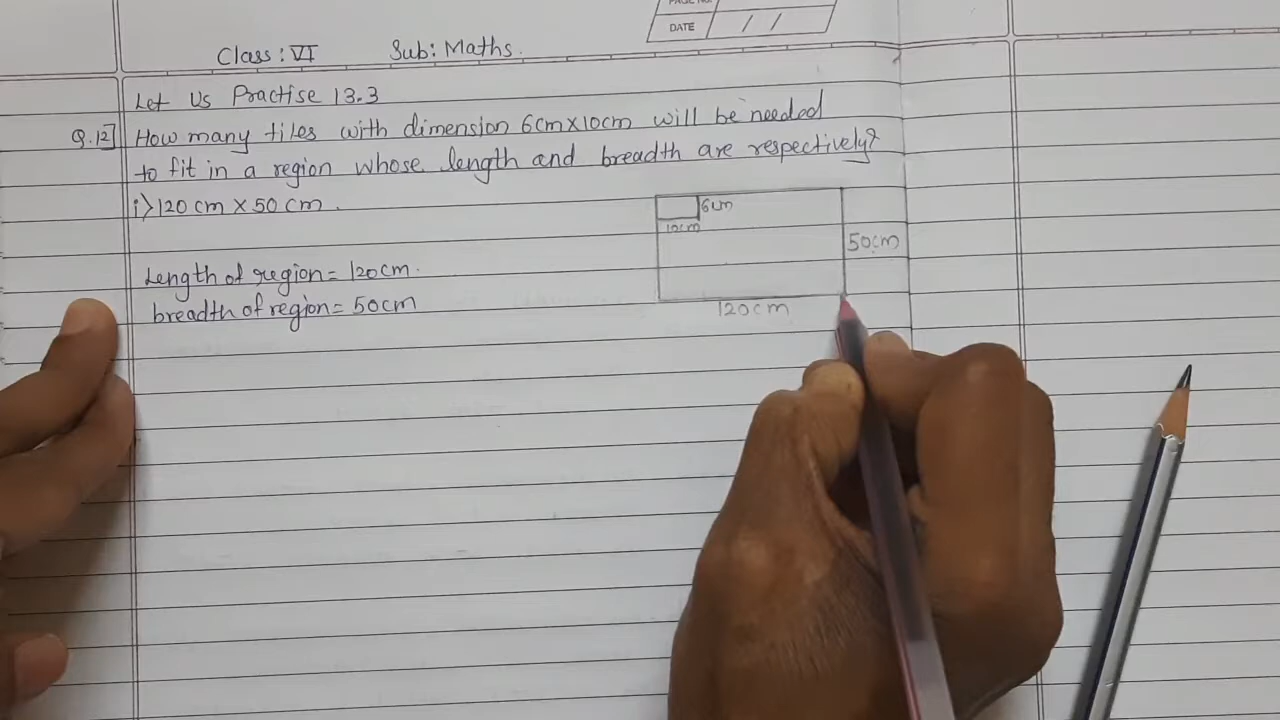 PAGE NO.
DATE / /
Class: VI Sub: Maths.
Let Us Practise 13.3
Q.12] How many tiles with dimension 6cm×10cm will be needed
to fit in a region whose length and breadth are respectively?
i> 120 cm × 50 cm.
6cm
10cm
50cm
Length of region = 120cm.
breadth of region = 50cm
120cm